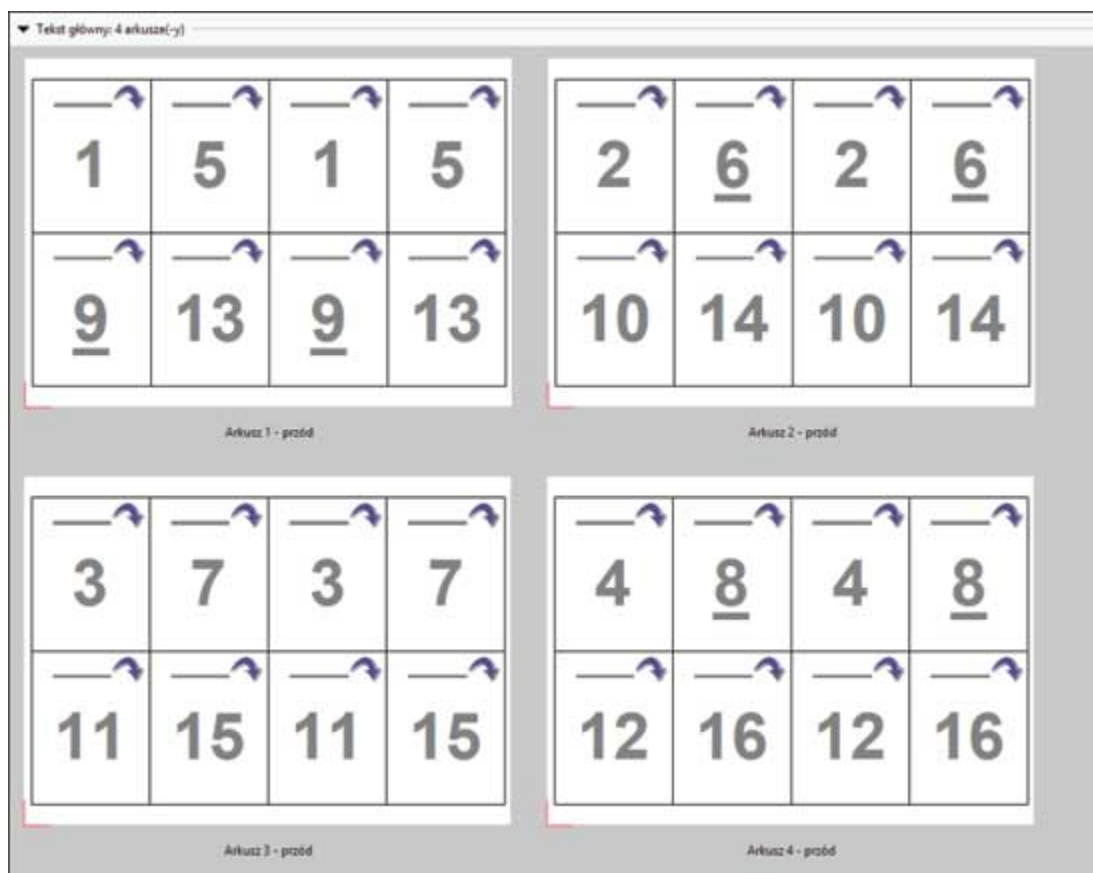 Tekst główny: 4 arkusze(-y)
1 5 1 5
9 13 9 13
Arkusz 1 - przód
2 6 2 6
10 14 10 14
Arkusz 2 - przód
3 7 3 7
11 15 11 15
Arkusz 3 - przód
4 8 4 8
12 16 12 16
Arkusz 4 - przód